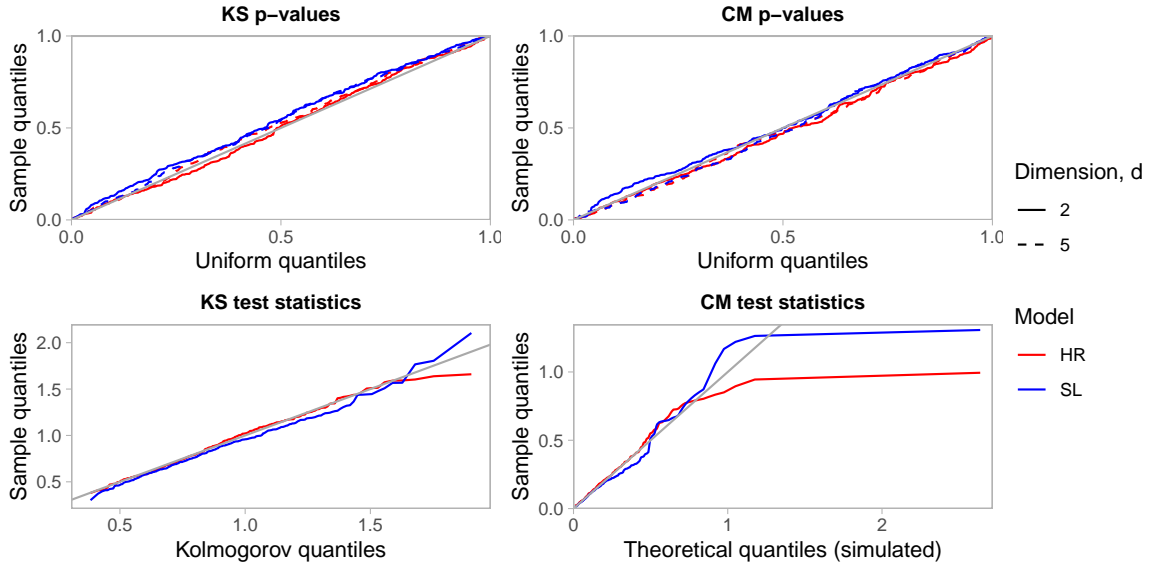 KS p−values
CM p−values
Sample quantiles
1.0
0.5
0.0
0.0
0.5
1.0
Uniform quantiles
Sample quantiles
1.0
0.5
0.0
0.0
0.5
1.0
Uniform quantiles
Dimension, d
2
5
KS test statistics
CM test statistics
Sample quantiles
2.0
1.5
1.0
0.5
0.5
1.0
1.5
Kolmogorov quantiles
Sample quantiles
1.0
0.5
0.0
0
1
2
Theoretical quantiles (simulated)
Model
HR
SL